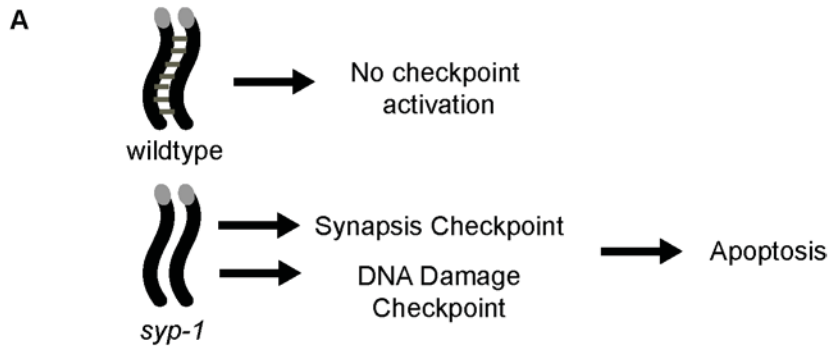 A
No checkpoint
activation
wildtype
Synapsis Checkpoint
Apoptosis
DNA Damage
Checkpoint
syp-1